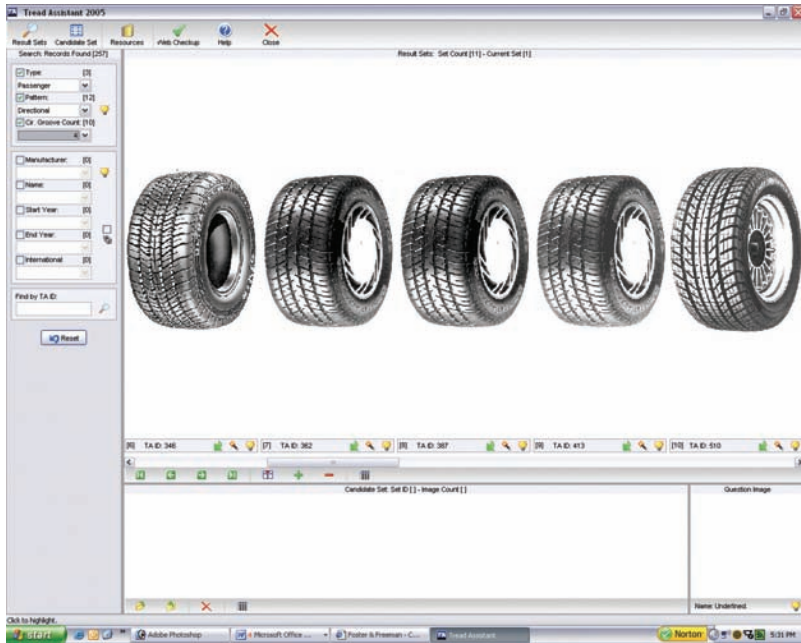 Tread Assistant 2005
Result Sets Candidate Set Resources Web Checkup Help Close
Search: Records Found [257]
Result Sets: Set Count [11] - Current Set [1]
Type: [3]
Passenger
Pattern: [12]
Directional
Cir. Groove Count: [10]
4
Manufacturer: [0]
Name: [0]
Start Year: [0]
End Year: [0]
International: [0]
Find by TA ID:
Reset
[6] TA ID: 346 [7] TA ID: 362 [8] TA ID: 387 [9] TA ID: 413 [10] TA ID: 510
Candidate Set: Set ID [ ] - Image Count [ ]
Question Image
Name: Undefined.
Click to highlight.
start Adobe Photoshop 4 Microsoft Office ... Foster & Freeman - C... Tread Assistant Norton 5:31 PM